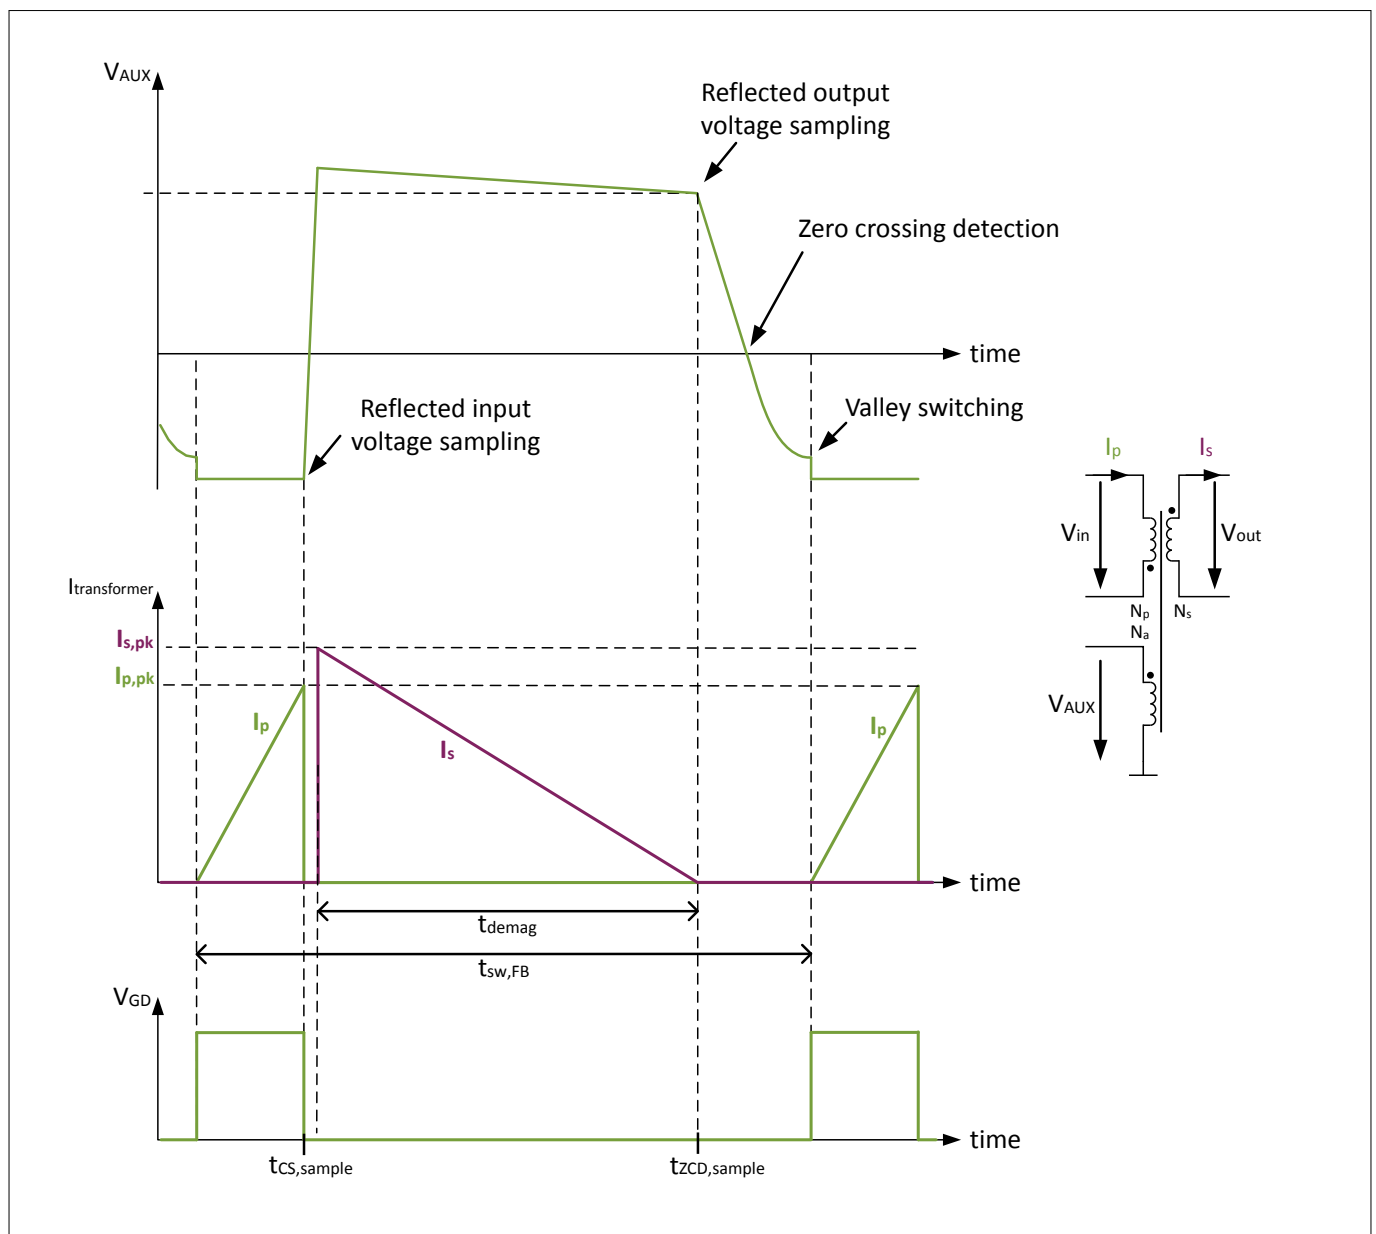 VAUX
Reflected output
voltage sampling
Zero crossing detection
time
Reflected input
voltage sampling
Valley switching
Ip
Is
Vin
Vout
Np
Ns
Na
VAUX
Itransformer
Is,pk
Ip,pk
Ip
Is
Ip
time
tdemag
tsw,FB
VGD
time
tCS,sample
tZCD,sample